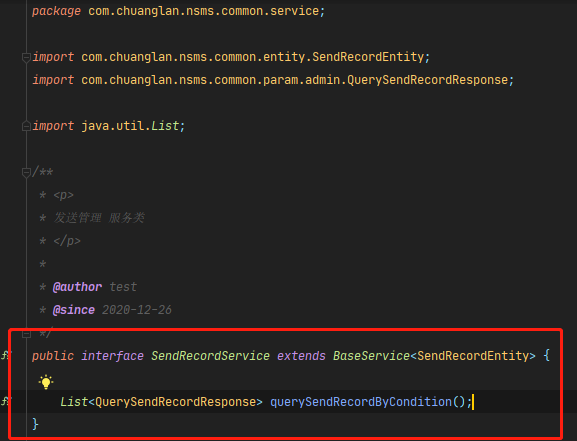 package com.chuanglan.nsms.common.service;
import com.chuanglan.nsms.common.entity.SendRecordEntity;
import com.chuanglan.nsms.common.param.admin.QuerySendRecordResponse;
import java.util.List;
/**
* <p>
* 发送管理 服务类
* </p>
*
* @author test
* @since 2020-12-26
*/
public interface SendRecordService extends BaseService<SendRecordEntity> {
List<QuerySendRecordResponse> querySendRecordByCondition();
}